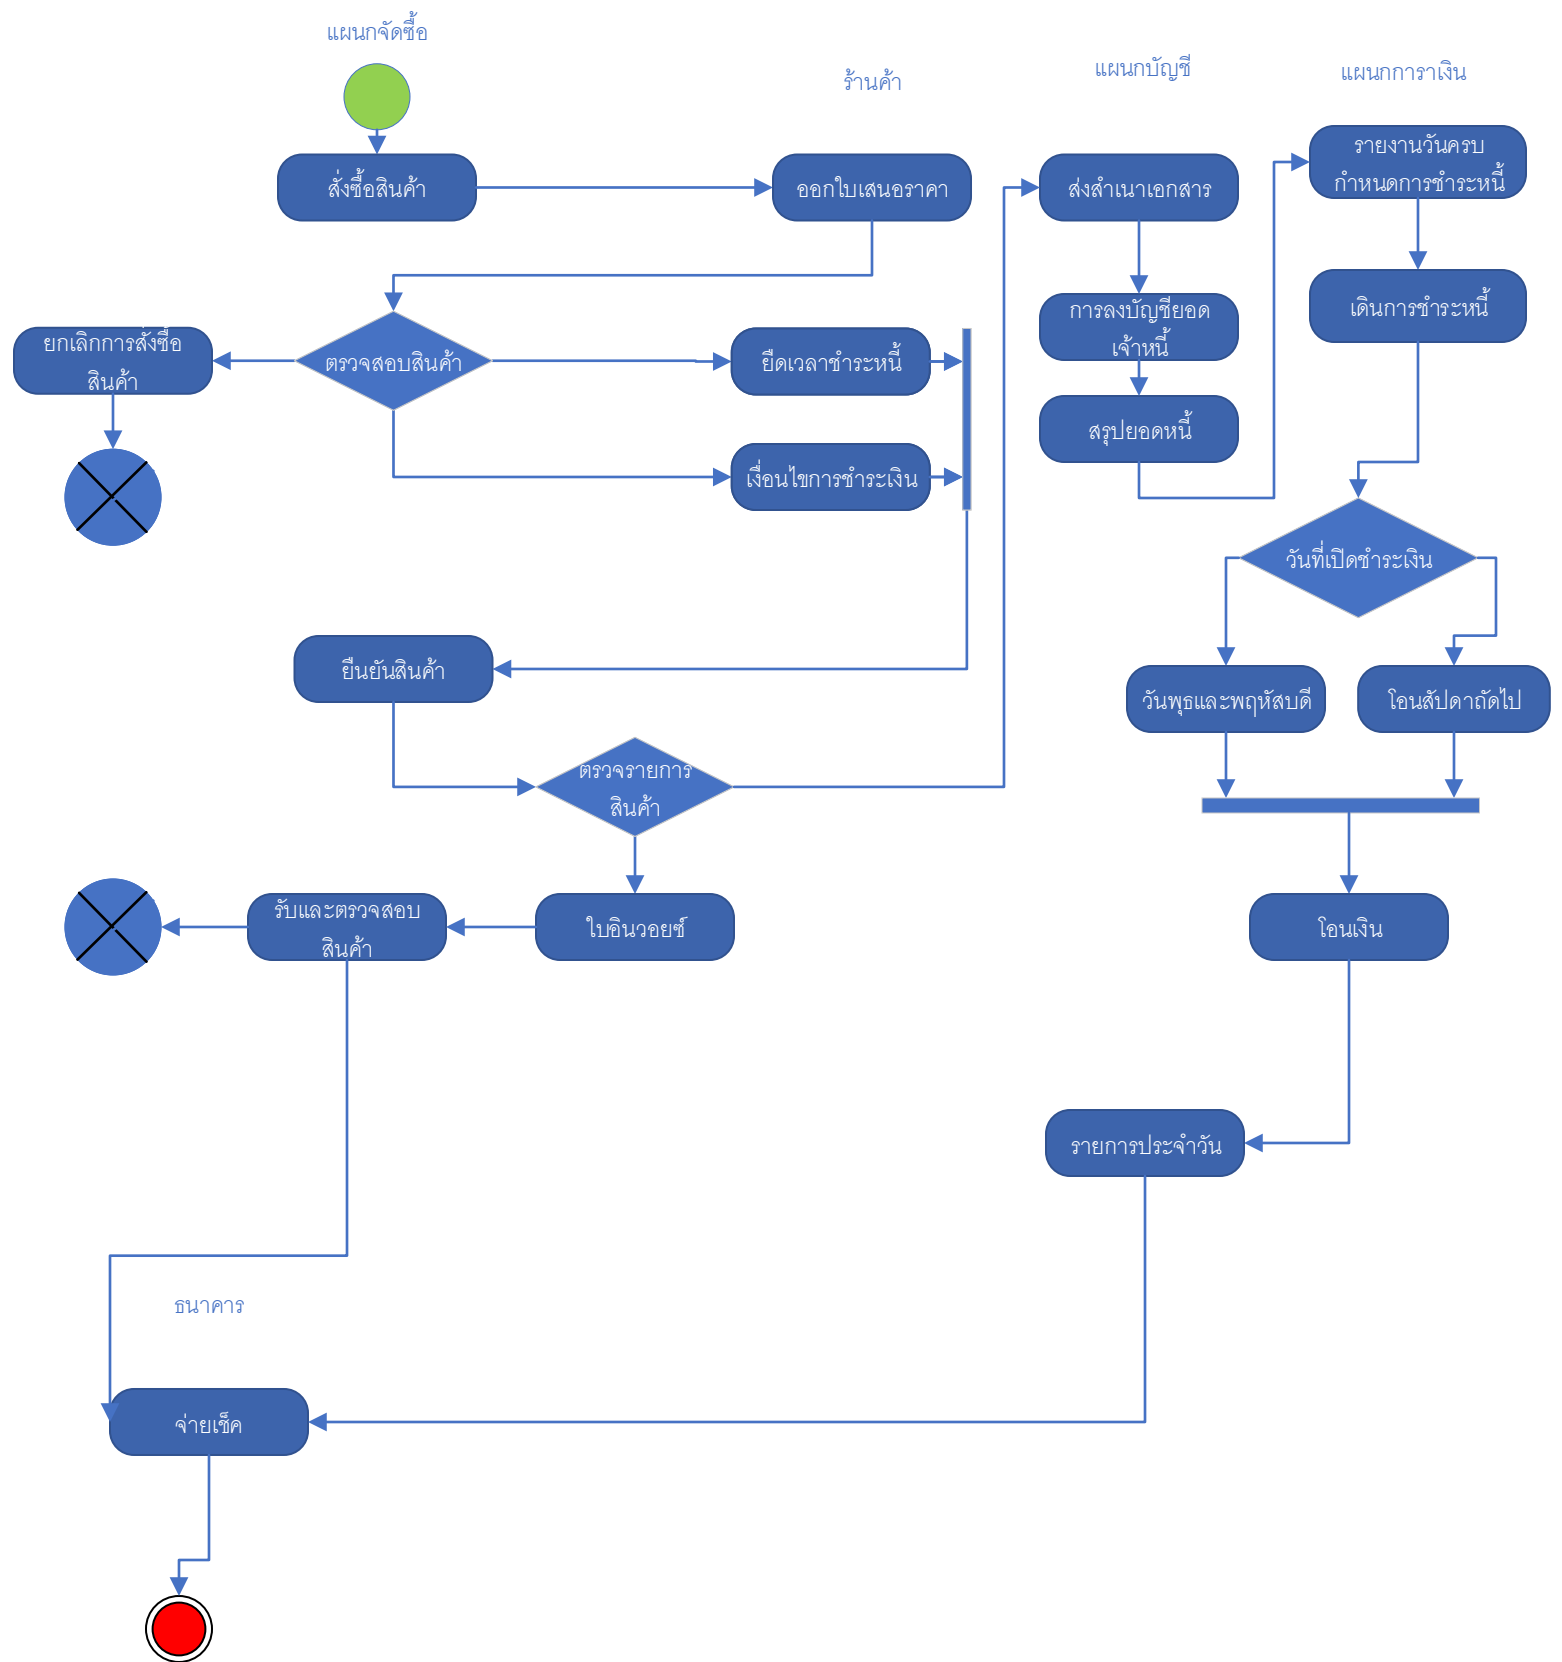 แผนกจัดซื้อ
ร้านค้า
แผนกบัญชี
แผนกการาเงิน
สั่งซื้อสินค้า
ออกใบเสนอราคา
ส่งสำเนาเอกสาร
รายงานวันครบ
กำหนดการชำระหนี้
ยกเลิกการสั่งซื้อ
สินค้า
ตรวจสอบสินค้า
ยืดเวลาชำระหนี้
การลงบัญชียอด
เจ้าหนี้
เดินการชำระหนี้
เงื่อนไขการชำระเงิน
สรุปยอดหนี้
วันที่เปิดชำระเงิน
ยืนยันสินค้า
วันพุธและพฤหัสบดี
โอนสัปดาถัดไป
ตรวจรายการ
สินค้า
รับและตรวจสอบ
สินค้า
ใบอินวอยซ์
โอนเงิน
รายการประจำวัน
ธนาคาร
จ่ายเช็ค